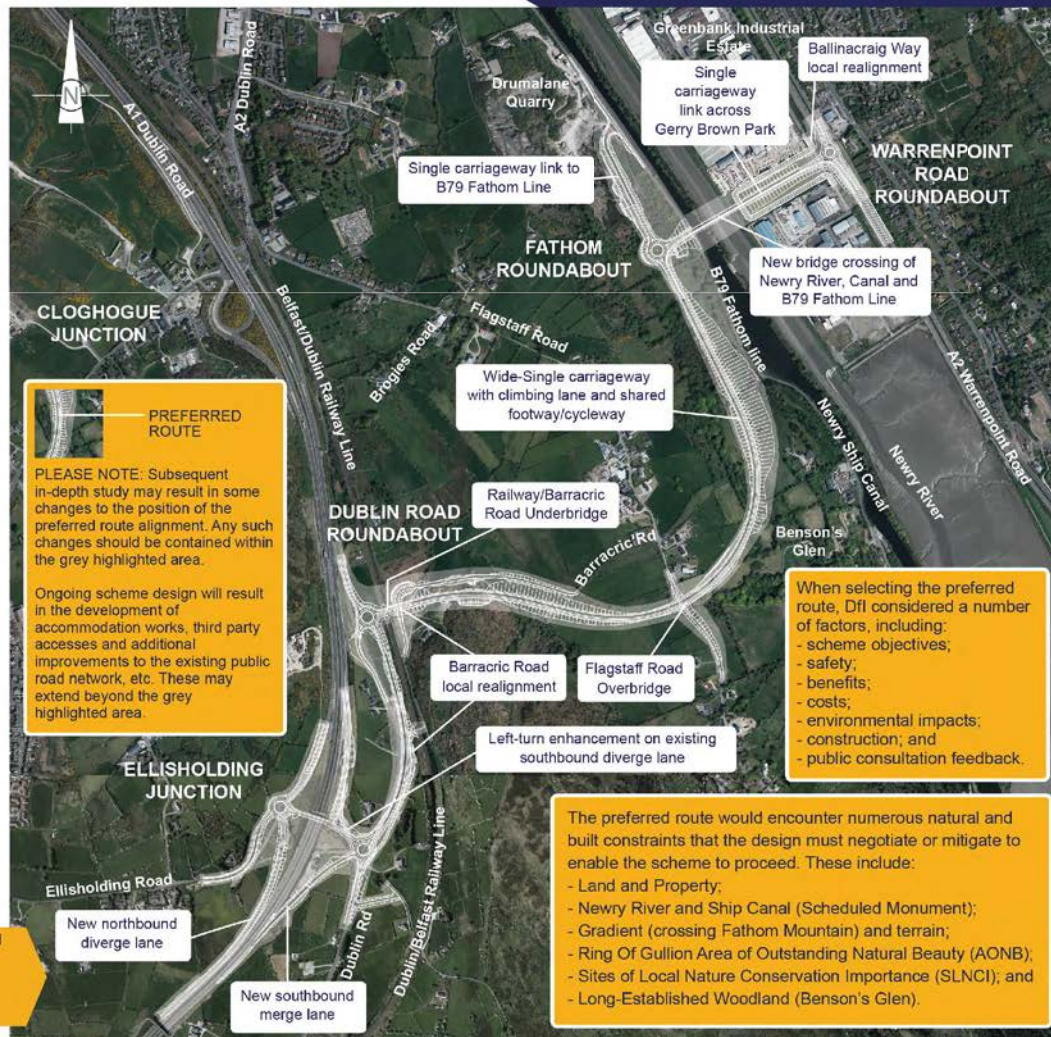 Greenbank Industrial
Estate
Ballinacraig Way
local realignment
Drumalane
Quarry
Single
carriageway
link across
Gerry Brown Park
N
A1 Dublin Road
A2 Dublin Road
Single carriageway link to
B79 Fathom Line
WARRENPOINT
ROAD
ROUNDABOUT
FATHOM
ROUNDABOUT
New bridge crossing of
Newry River, Canal and
B79 Fathom Line
B79 Fathom line
CLOGHOGUE
JUNCTION
Belfast/Dublin Railway Line
Brogies Road
Flagstaff Road
A2 Warrenpoint Road
Wide-Single carriageway
with climbing lane and shared
footway/cycleway
Newry Ship Canal
Newry River
PREFERRED
ROUTE
PLEASE NOTE: Subsequent
in-depth study may result in some
changes to the position of the
preferred route alignment. Any such
changes should be contained within
the grey highlighted area.
Ongoing scheme design will result
in the development of
accommodation works, third party
accesses and additional
improvements to the existing public
road network, etc. These may
extend beyond the grey
highlighted area.
DUBLIN ROAD
ROUNDABOUT
Railway/Barracric
Road Underbridge
Barracric Rd
Benson's
Glen
Barracric Road
local realignment
Flagstaff Road
Overbridge
When selecting the preferred
route, DfI considered a number
of factors, including:
- scheme objectives;
- safety;
- benefits;
- costs;
- environmental impacts;
- construction; and
- public consultation feedback.
Left-turn enhancement on existing
southbound diverge lane
ELLISHOLDING
JUNCTION
Ellisholding Road
New northbound
diverge lane
New southbound
merge lane
Dublin Rd
Dublin/Belfast Railway Line
The preferred route would encounter numerous natural and
built constraints that the design must negotiate or mitigate to
enable the scheme to proceed. These include:
- Land and Property;
- Newry River and Ship Canal (Scheduled Monument);
- Gradient (crossing Fathom Mountain) and terrain;
- Ring Of Gullion Area of Outstanding Natural Beauty (AONB);
- Sites of Local Nature Conservation Importance (SLNCI); and
- Long-Established Woodland (Benson's Glen).